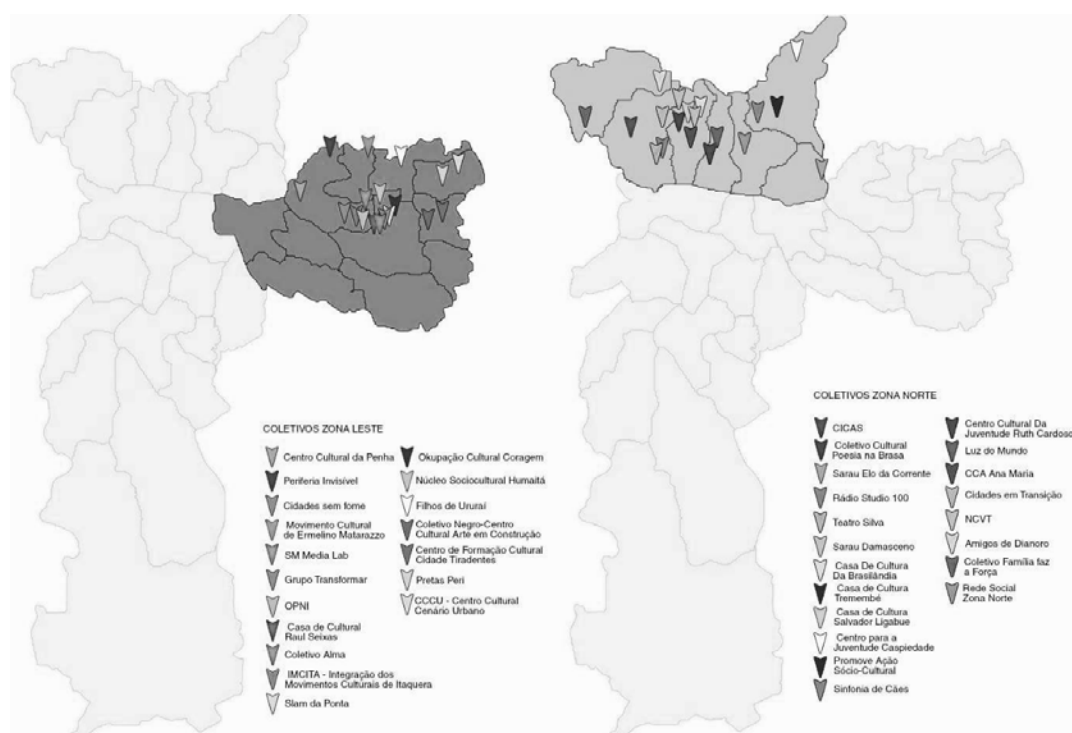 COLETIVOS ZONA LESTE
Centro Cultural da Penha
Periferia Invisível
Cidades sem fome
Movimento Cultural
de Ermelino Matarazzo
SM Media Lab
Grupo Transformar
OPNI
Casa de Cultural
Raul Seixas
Coletivo Alma
IMCITA - Integração dos
Movimentos Culturais de Itaquera
Slam da Ponta
Okupação Cultural Coragem
Núcleo Sociocultural Humaitá
Filhos de Ururaí
Coletivo Negro-Centro
Cultural Arte em Construção
Centro de Formação Cultural
Cidade Tiradentes
Pretas Peri
CCCU - Centro Cultural
Cenário Urbano
COLETIVOS ZONA NORTE
CICAS
Coletivo Cultural
Poesia na Brasa
Sarau Elo da Corrente
Rádio Studio 100
Teatro Silva
Sarau Damasceno
Casa De Cultura
Da Brasilândia
Casa de Cultura
Tremembé
Casa de Cultura
Salvador Ligabue
Centro para a
Juventude Caspiedade
Promove Ação
Sócio-Cultural
Sinfonia de Cães
Centro Cultural Da
Juventude Ruth Cardoso
Luz do Mundo
CCA Ana Maria
Cidades em Transição
NCVT
Amigos de Dianoro
Coletivo Família faz
a Força
Rede Social
Zona Norte